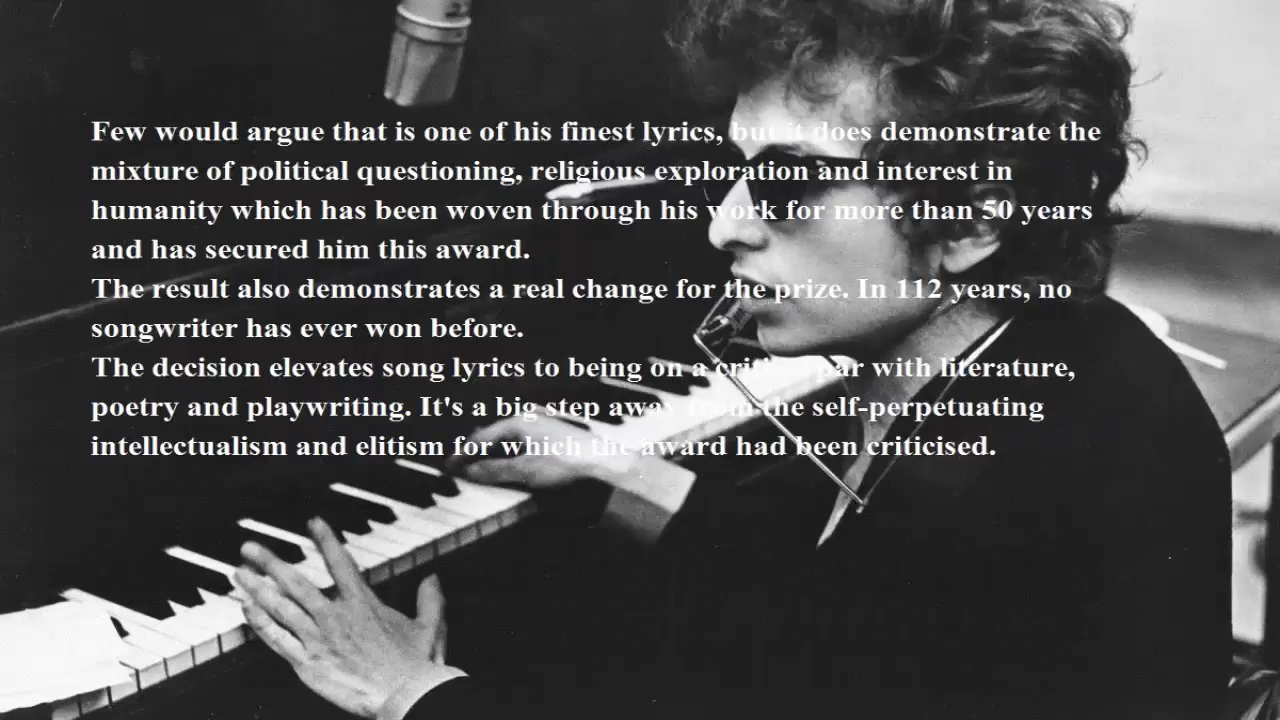 Few would argue that is one of his finest lyrics, but it does demonstrate the
mixture of political questioning, religious exploration and interest in
humanity which has been woven through his work for more than 50 years
and has secured him this award.
The result also demonstrates a real change for the prize. In 112 years, no
songwriter has ever won before.
The decision elevates song lyrics to being on a critical par with literature,
poetry and playwriting. It's a big step away from the self-perpetuating
intellectualism and elitism for which the award had been criticised.